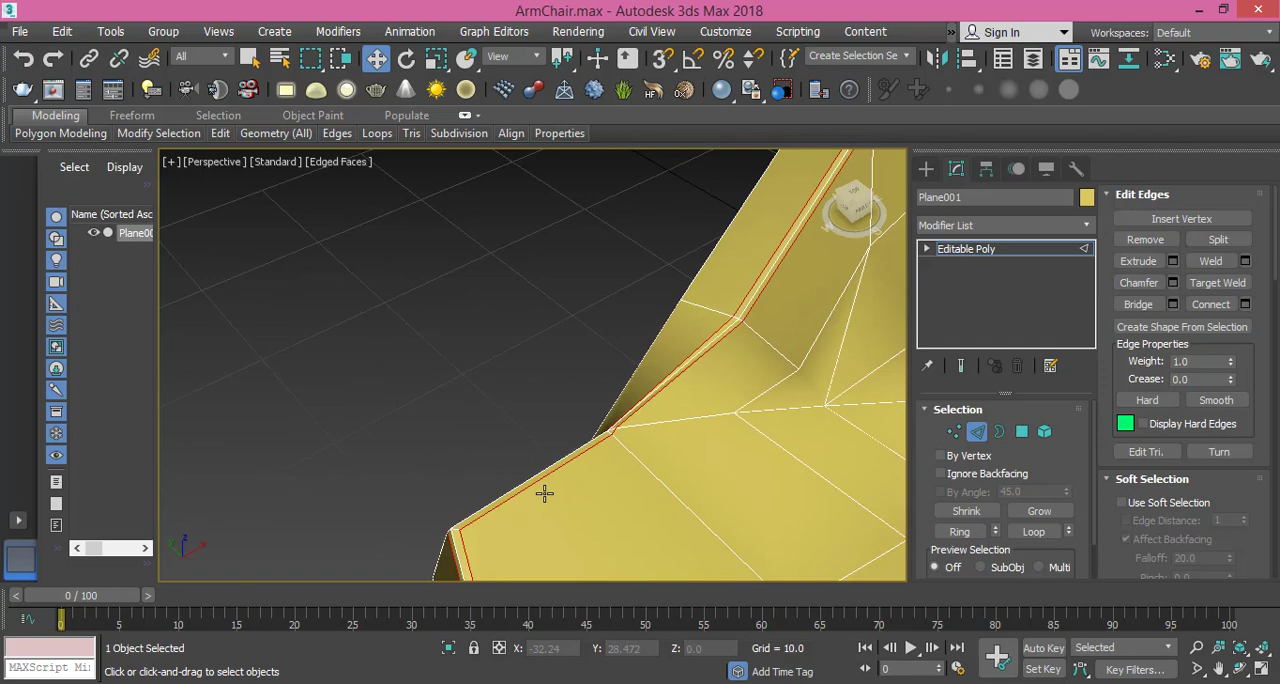 3
MAX
ArmChair.max - Autodesk 3ds Max 2018
File Edit Tools Group Views Create Modifiers Animation Graph Editors Rendering Civil View Customize Scripting Content » Sign In Workspaces: Default
All View Create Selection Se
Modeling Freeform Selection Object Paint Populate
Polygon Modeling Modify Selection Edit Geometry (All) Edges Loops Tris Subdivision Align Properties
Select Display
Name (Sorted Asc
Plane00
[+] [Perspective] [Standard] [Edged Faces]
Plane001
Modifier List
Editable Poly
Selection
By Vertex
Ignore Backfacing
By Angle: 45.0
Shrink Grow
Ring Loop
Preview Selection
Off SubObj Multi
Edit Edges
Insert Vertex
Remove Split
Extrude Weld
Chamfer Target Weld
Bridge Connect
Create Shape From Selection
Edge Properties
Weight: 1.0
Crease: 0.0
Hard Smooth
Display Hard Edges
Edit Tri. Turn
Soft Selection
Use Soft Selection
Edge Distance: 1
Affect Backfacing
Falloff: 20.0
Pinch: 0.0
< 0 / 100 >
0 5 10 15 20 25 30 35 40 45 50 55 60 65 70 75 80 85 90 95 100
MAXScript Mi
1 Object Selected
Click or click-and-drag to select objects
X: -32.24 Y: 28.472 Z: 0.0 Grid = 10.0
Add Time Tag
0
Auto Key Selected
Set Key Key Filters...